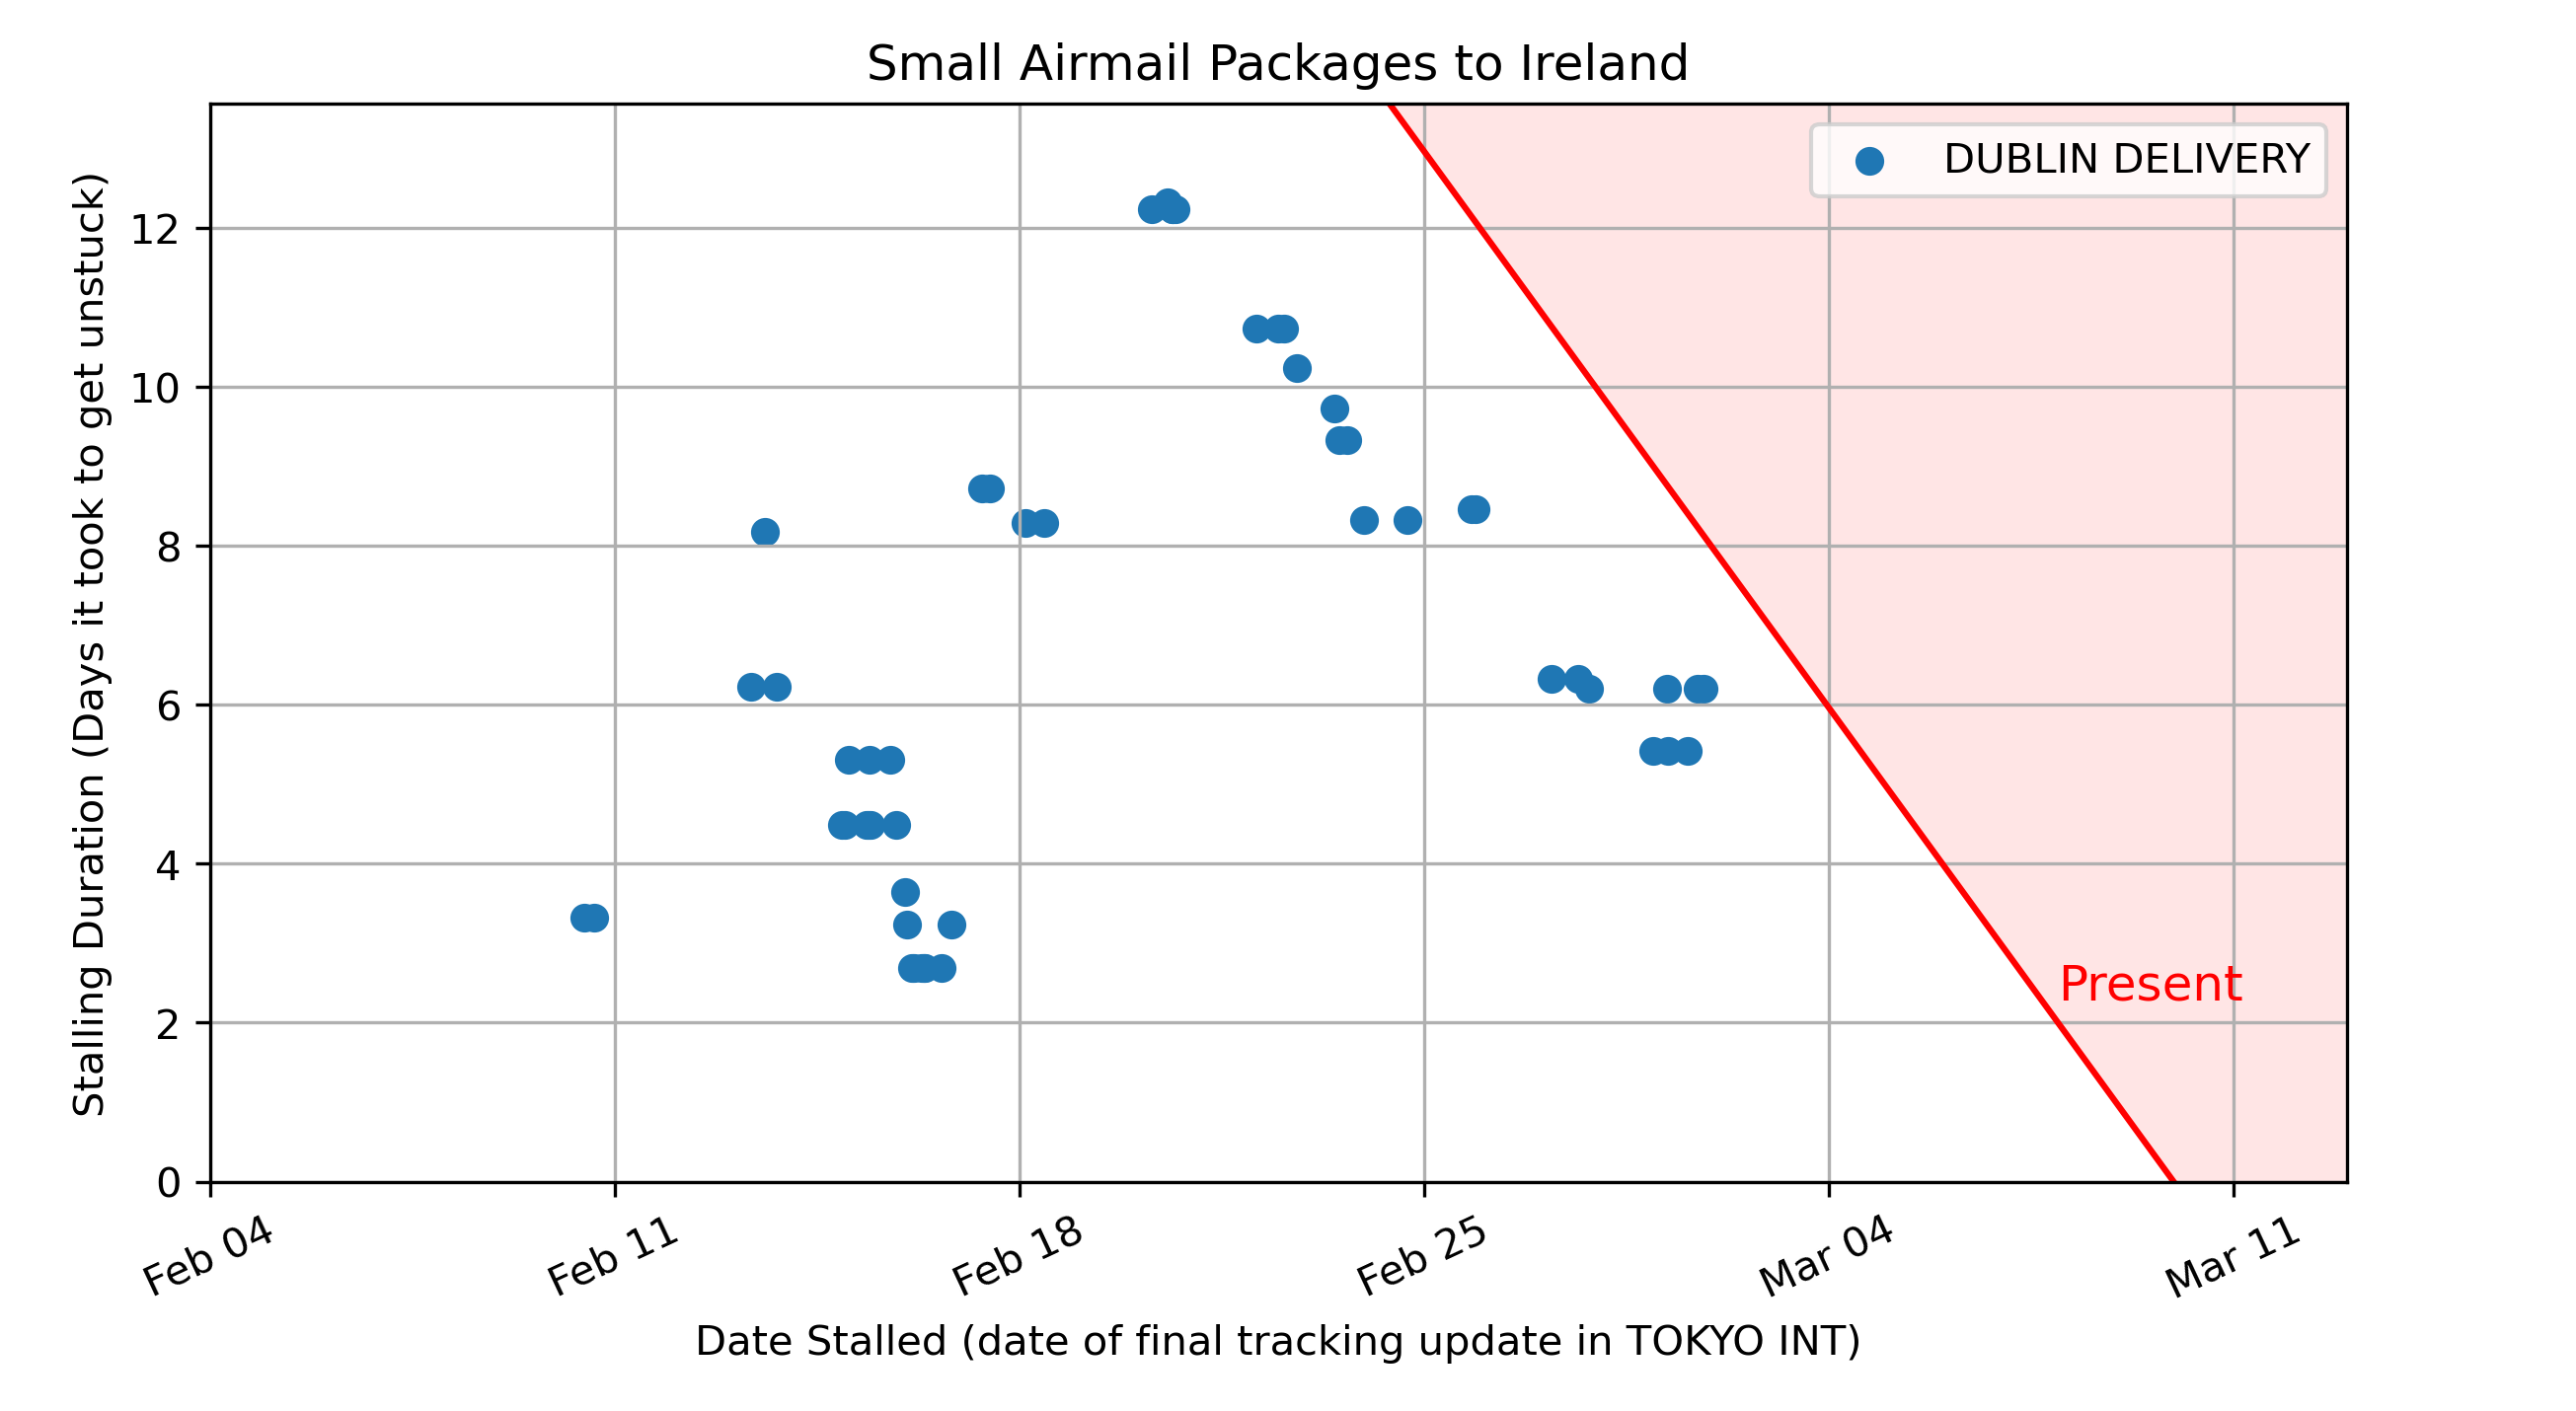 Small Airmail Packages to Ireland
DUBLIN DELIVERY
Stalling Duration (Days it took to get unstuck)
12
10
8
6
4
2
0
Present
Feb 04
Feb 11
Feb 18
Feb 25
Mar 04
Mar 11
Date Stalled (date of final tracking update in TOKYO INT)